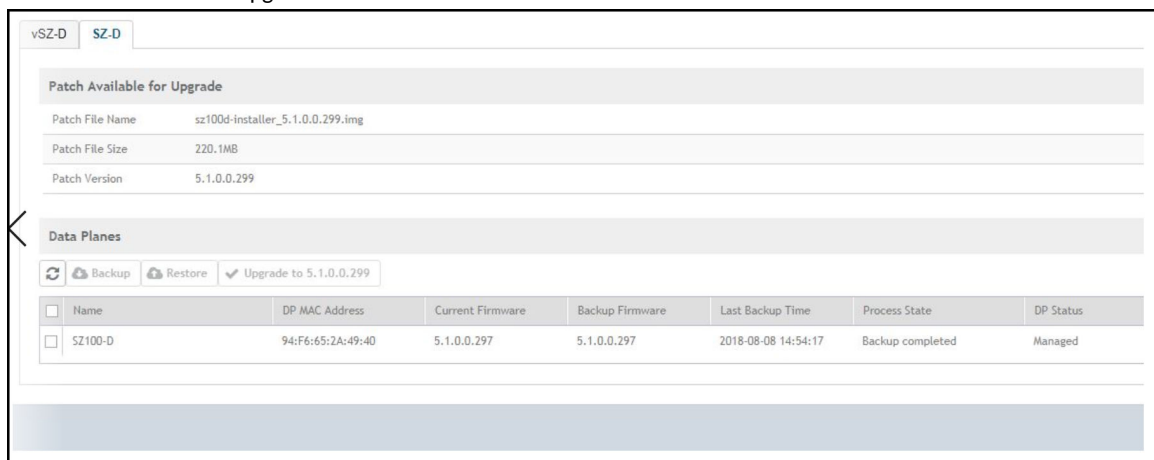 vSZ-D SZ-D
Patch Available for Upgrade
Patch File Name sz100d-installer_5.1.0.0.299.img
Patch File Size 220.1MB
Patch Version 5.1.0.0.299
Data Planes
Backup Restore Upgrade to 5.1.0.0.299
Name DP MAC Address Current Firmware Backup Firmware Last Backup Time Process State DP Status
SZ100-D 94:F6:65:2A:49:40 5.1.0.0.297 5.1.0.0.297 2018-08-08 14:54:17 Backup completed Managed